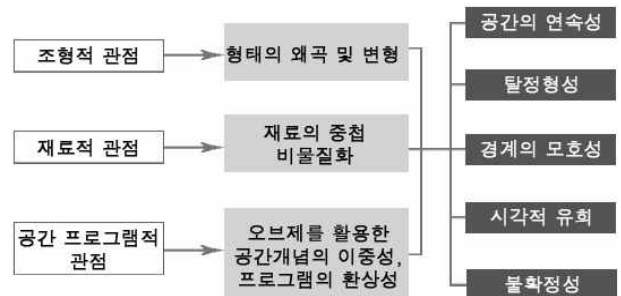 조형적 관점
형태의 왜곡 및 변형
재료적 관점
재료의 중첩
비물질화
공간 프로그램적
관점
오브제를 활용한
공간개념의 이중성,
프로그램의 환상성
공간의 연속성
탈정형성
경계의 모호성
시각적 유희
불확정성